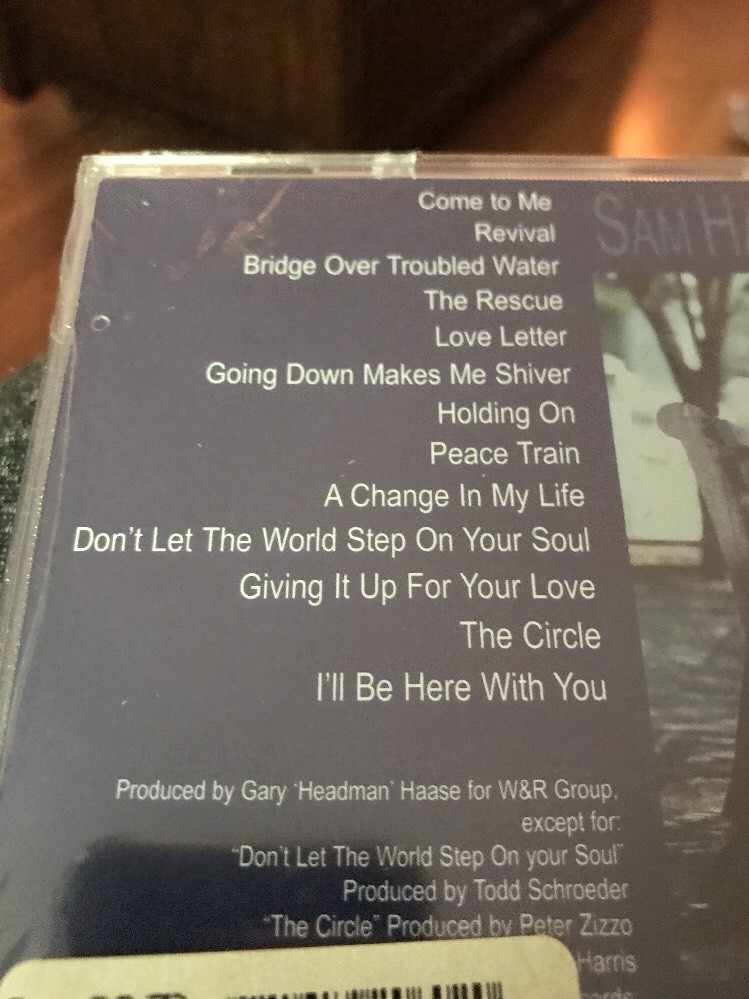 Come to Me
Revival
Bridge Over Troubled Water
The Rescue
Love Letter
Going Down Makes Me Shiver
Holding On
Peace Train
A Change In My Life
Don't Let The World Step On Your Soul
Giving It Up For Your Love
The Circle
I'll Be Here With You
SAM
Produced by Gary 'Headman' Haase for W&R Group,
except for:
"Don't Let The World Step On your Soul"
Produced by Todd Schroeder
"The Circle" Produced by Peter Zizzo
Harris